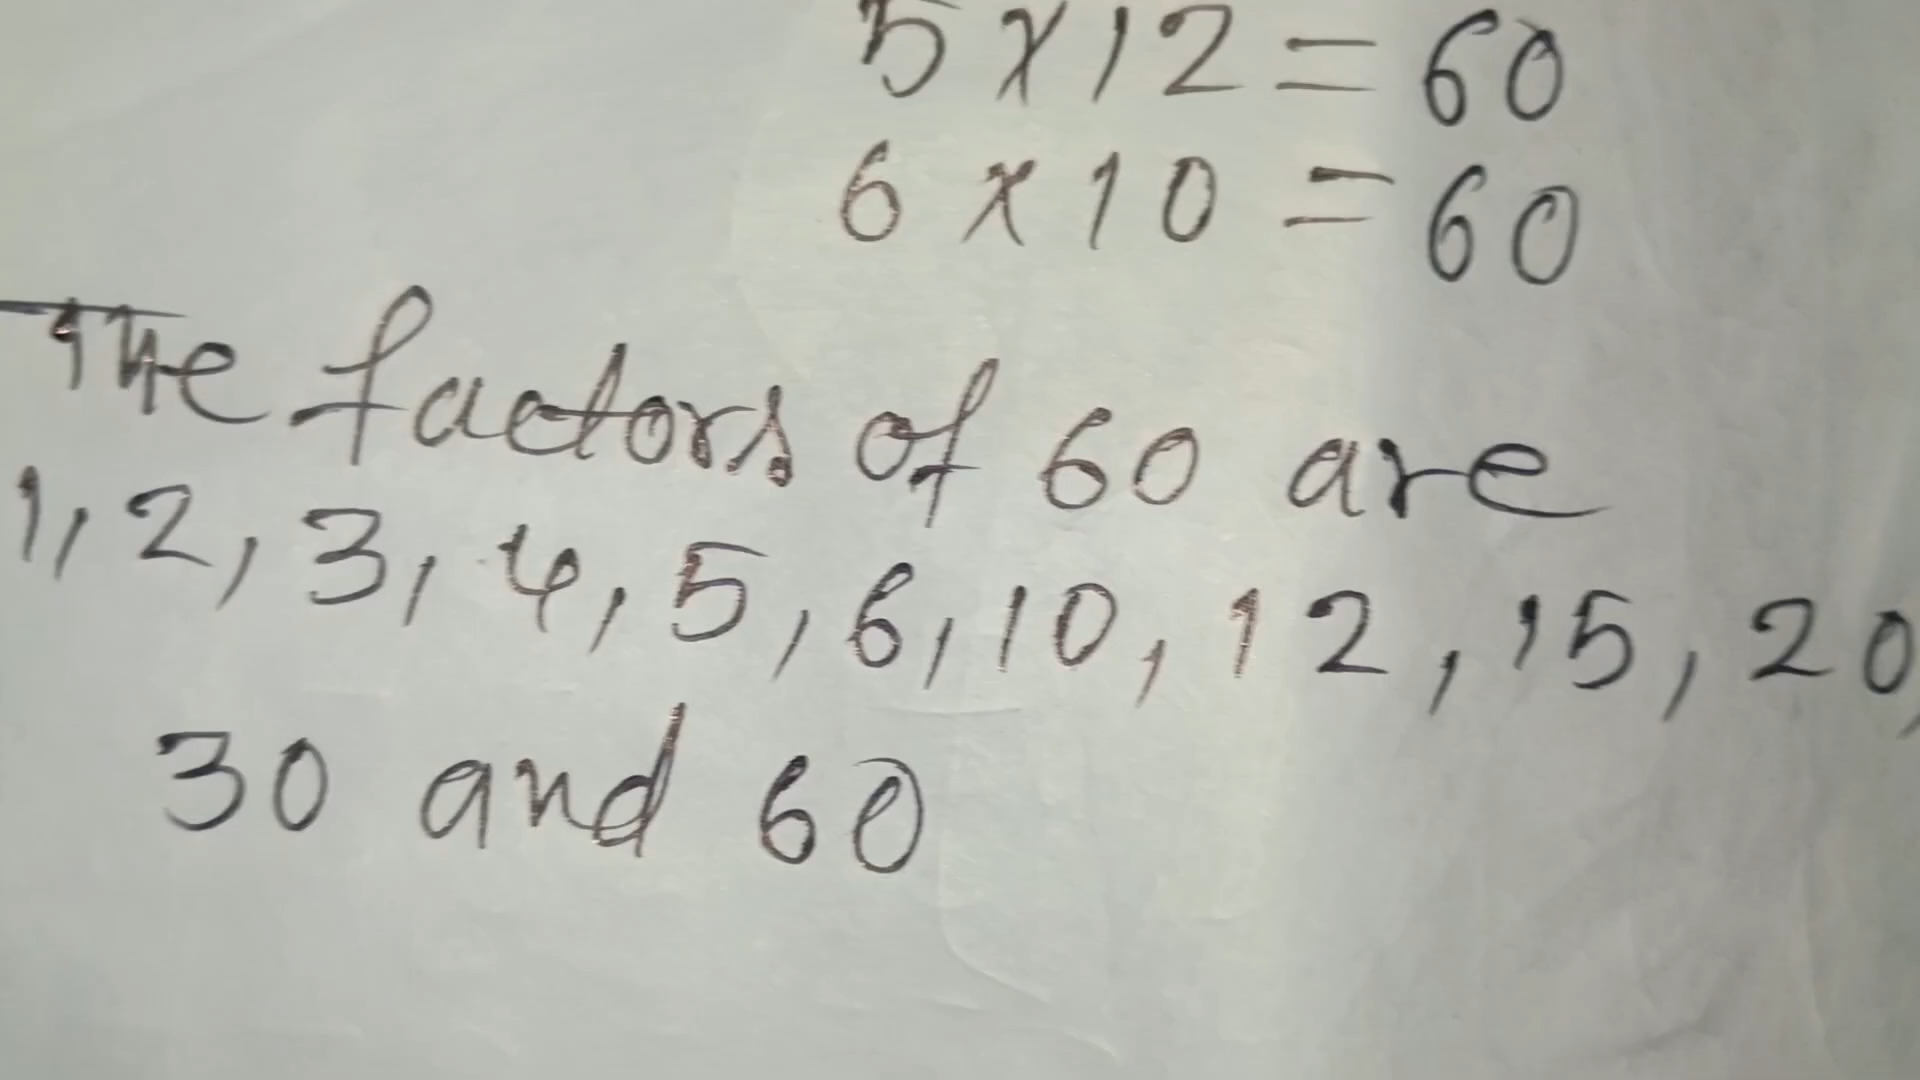 5 x 12 = 60
6 x 10 = 60
The factors of 60 are
1, 2, 3, 4, 5, 6, 10, 12, 15, 20,
30 and 60